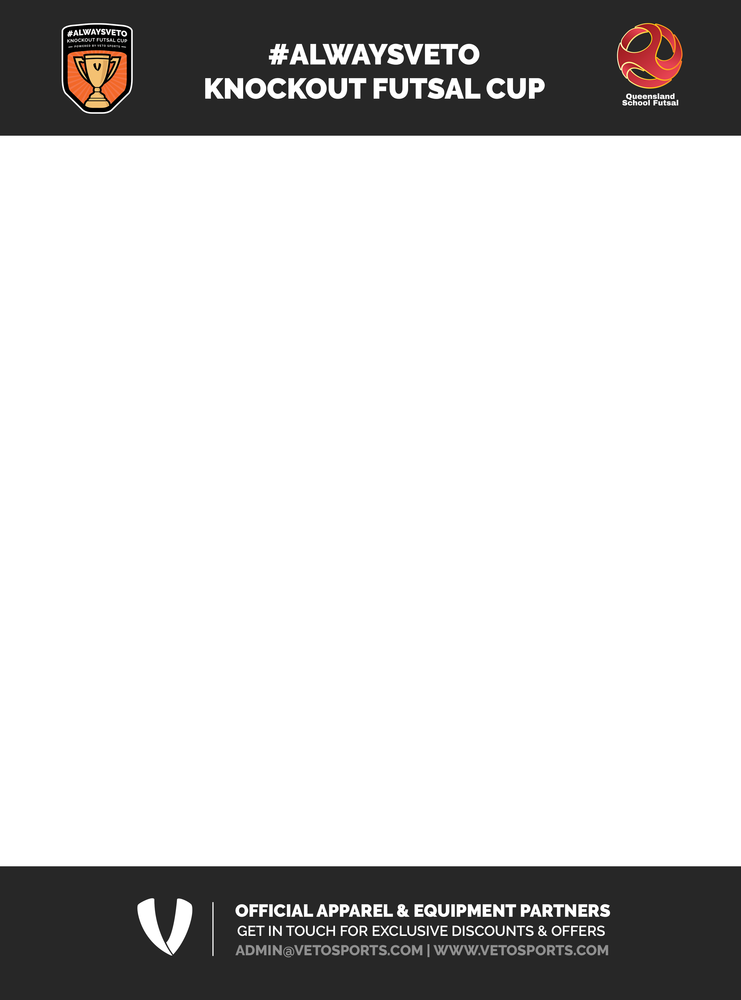 #ALWAYSVETO
KNOCKOUT FUTSAL CUP
POWERED BY VETO SPORTS
#ALWAYSVETO
KNOCKOUT FUTSAL CUP
Queensland
School Futsal
OFFICIAL APPAREL & EQUIPMENT PARTNERS
GET IN TOUCH FOR EXCLUSIVE DISCOUNTS & OFFERS
ADMIN@VETOSPORTS.COM | WWW.VETOSPORTS.COM